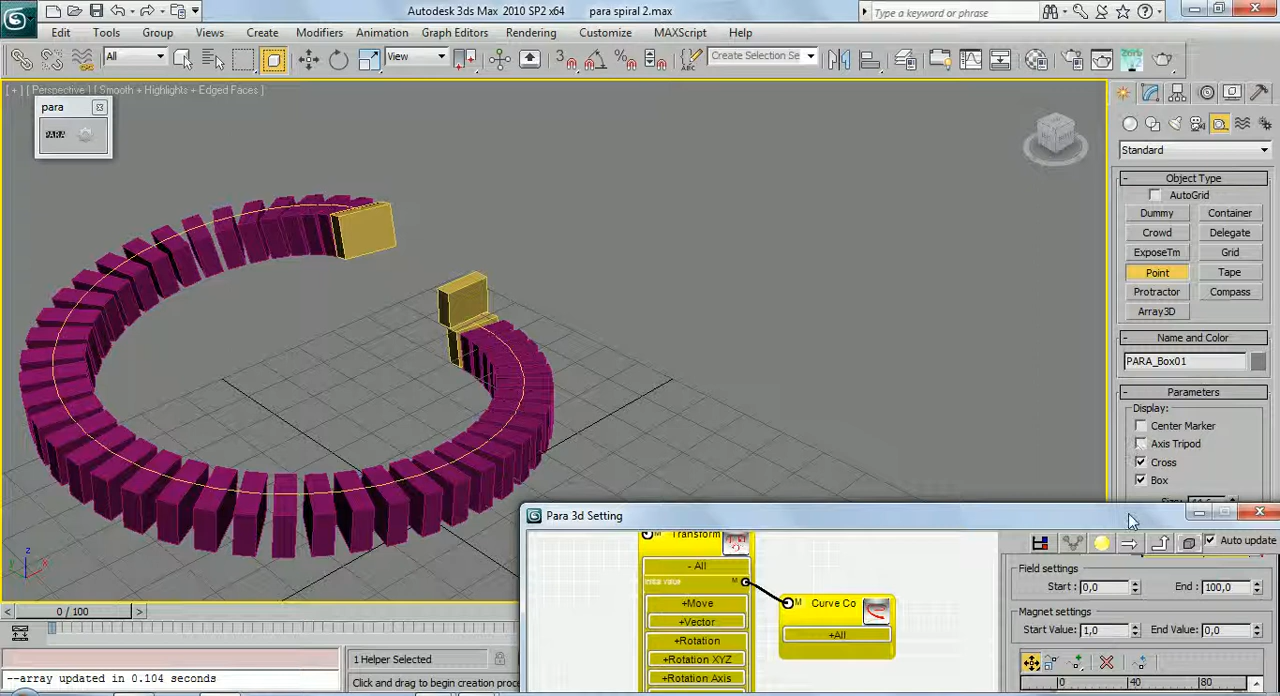 Autodesk 3ds Max 2010 SP2 x64 para spiral 2.max
Type a keyword or phrase
Edit Tools Group Views Create Modifiers Animation Graph Editors Rendering Customize MAXScript Help
All View 3 Create Selection Se
[ + ] [ Perspective ] [ Smooth + Highlights + Edged Faces ]
para
PARA
Standard
- Object Type
AutoGrid
Dummy Container
Crowd Delegate
ExposeTm Grid
Point Tape
Protractor Compass
Array3D
- Name and Color
PARA_Box01
- Parameters
Display:
Center Marker
Axis Tripod
Cross
Box
z
Para 3d Setting
Auto update
M Transform
- All
Initial value M
+Move
+Vector
+Rotation
+Rotation XYZ
+Rotation Axis
M Curve Co
+All
Field settings
Start : 0,0 End : 100,0
Magnet settings
Start Value: 1,0 End Value: 0,0
0 40 80
< 0 / 100 >
1 Helper Selected
--array updated in 0.104 seconds
Click and drag to begin creation proce